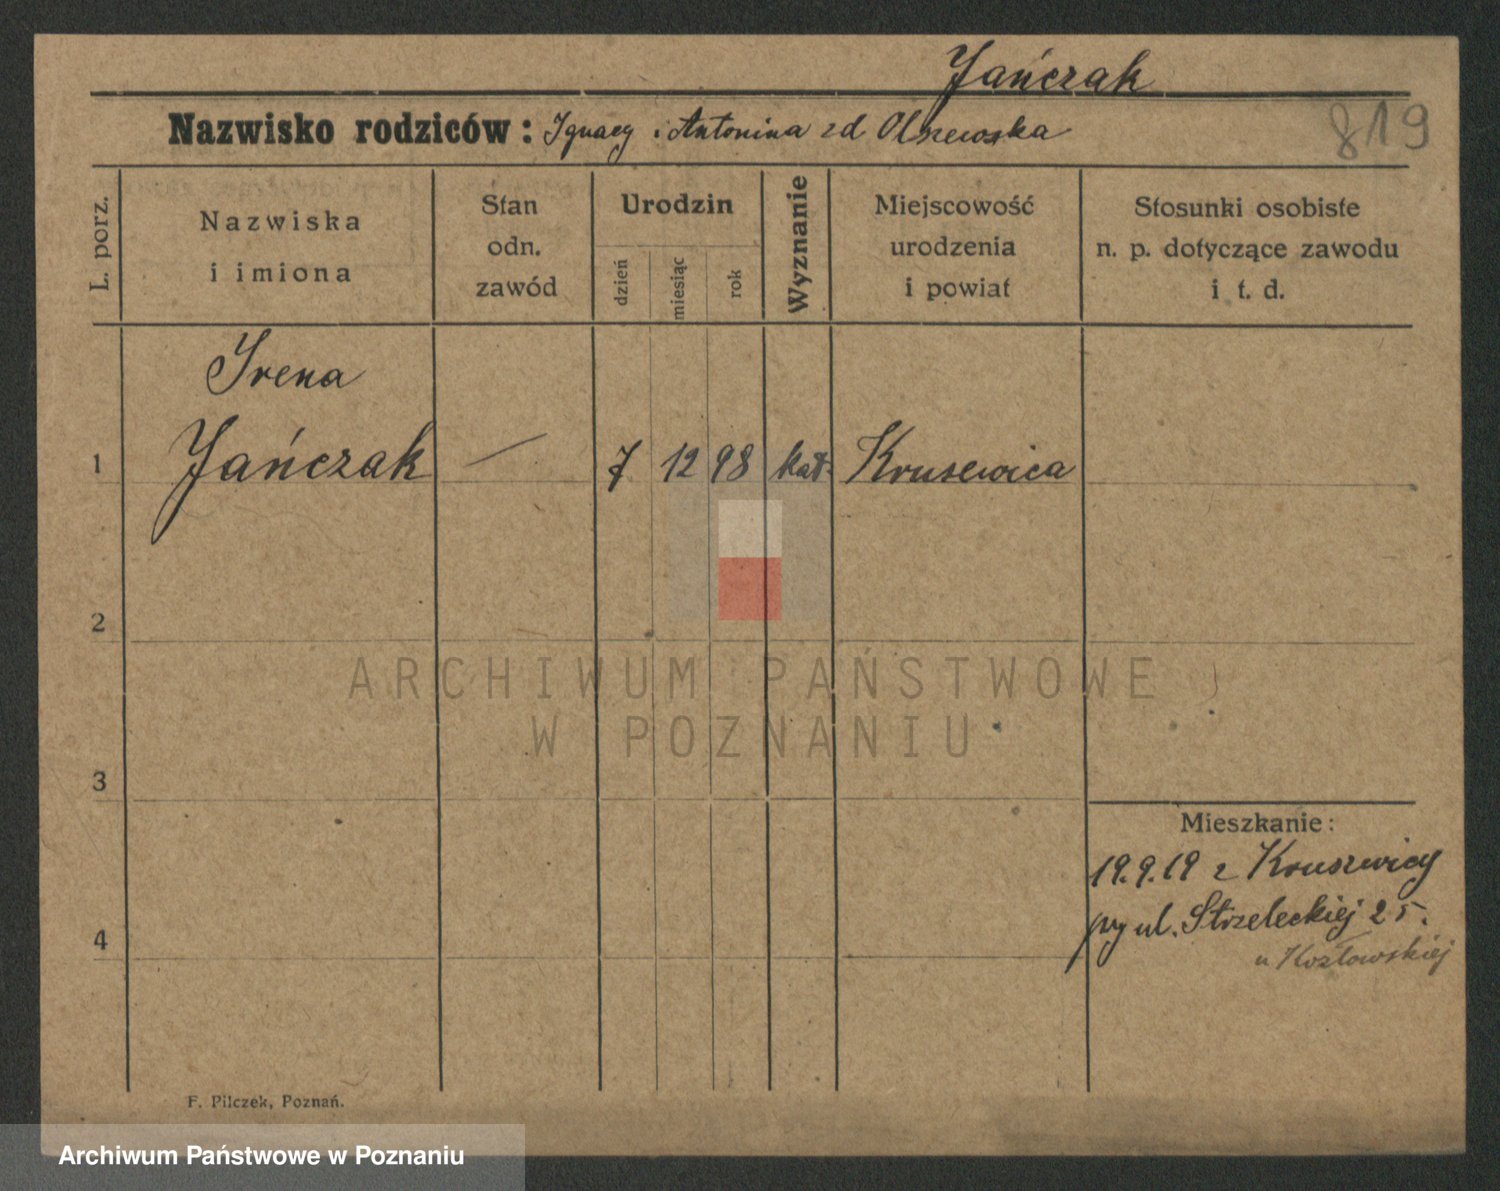 Jańczak
Nazwisko rodziców: Ignacy i Antonina zd Olszewska
819
L. porz.
Nazwiska
i imiona
Stan
odn.
zawód
Urodzin
dzień
miesiąc
rok
Wyznanie
Miejscowość
urodzenia
i powiat
Stosunki osobiste
n. p. dotyczące zawodu
i t. d.
Irena
1 Jańczak — 7 12 98 kat. Kruszwica
2
ARCHIWUM PAŃSTWOWE
W POZNANIU
3
Mieszkanie:
19.9.19 z Kruszwicy
przy ul. Strzeleckiej 25.
4
u Kozłowskiej
F. Pilczek, Poznań.
Archiwum Państwowe w Poznaniu